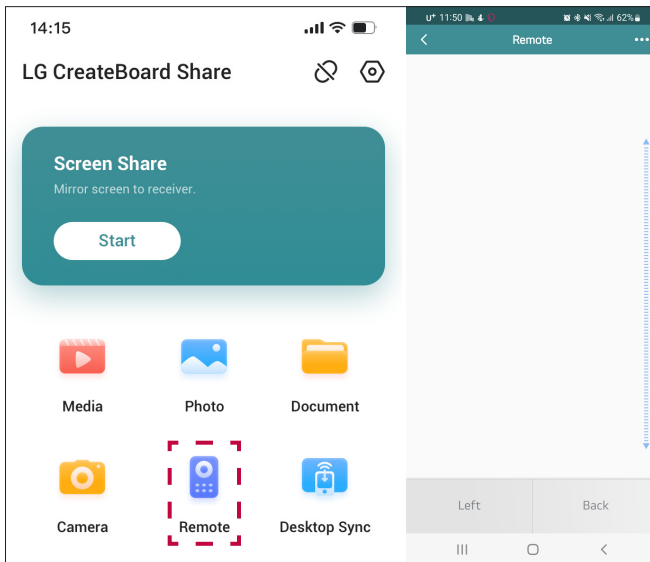 14:15
LG CreateBoard Share
Screen Share
Mirror screen to receiver.
Start
Media
Photo
Document
Camera
Remote
Desktop Sync
U+ 11:50
62%
Remote
Left
Back